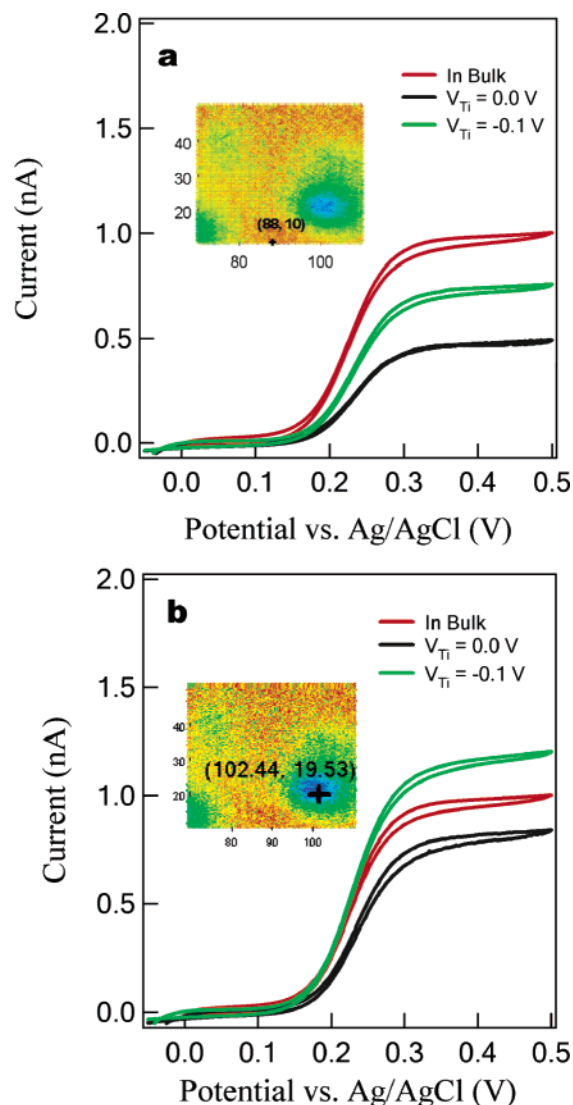 a
2.0
1.5
1.0
0.5
0.0
Current (nA)
In Bulk
V_Ti = 0.0 V
V_Ti = -0.1 V
40
30
20
(88, 10)
80
100
0.0
0.1
0.2
0.3
0.4
0.5
Potential vs. Ag/AgCl (V)
b
2.0
1.5
1.0
0.5
0.0
Current (nA)
In Bulk
V_Ti = 0.0 V
V_Ti = -0.1 V
40
30
20
(102.44, 19.53)
80
90
100
0.0
0.1
0.2
0.3
0.4
0.5
Potential vs. Ag/AgCl (V)